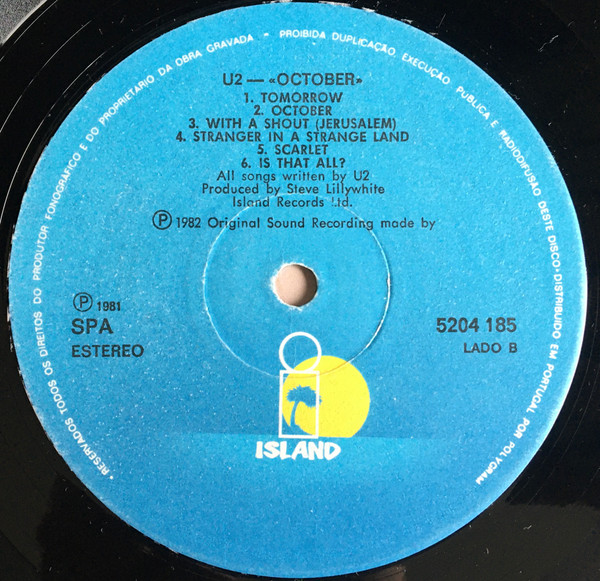 * RESERVADOS TODOS OS DIREITOS DO PRODUTOR FONOGRÁFICO E DO PROPRIETÁRIO DA OBRA GRAVADA - PROIBIDA DUPLICAÇÃO, EXECUÇÃO PUBLICA E RADIODIFUSÃO DESTE DISCO • DISTRIBUIDO EM PORTUGAL POR POLYGRAM
U2 — «OCTOBER»
1. TOMORROW
2. OCTOBER
3. WITH A SHOUT (JERUSALEM)
4. STRANGER IN A STRANGE LAND
5. SCARLET
6. IS THAT ALL?
All songs written by U2
Produced by Steve Lillywhite
Island Records Ltd.
Ⓟ 1982 Original Sound Recording made by
Ⓟ 1981
SPA
ESTEREO
5204 185
LADO B
ISLAND